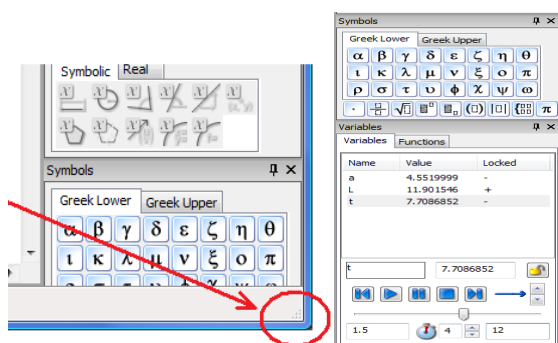 Symbolic Real
Symbols
Greek Lower Greek Upper
α β γ δ ε ζ η θ
ι κ λ μ ν ξ ο π
Symbols
Greek Lower Greek Upper
α β γ δ ε ζ η θ
ι κ λ μ ν ξ ο π
ρ σ τ υ φ χ ψ ω
Variables
Variables Functions
Name Value Locked
a 4.5519999 -
L 11.901546 +
t 7.7086852 -
t 7.7086852
1.5 4 12